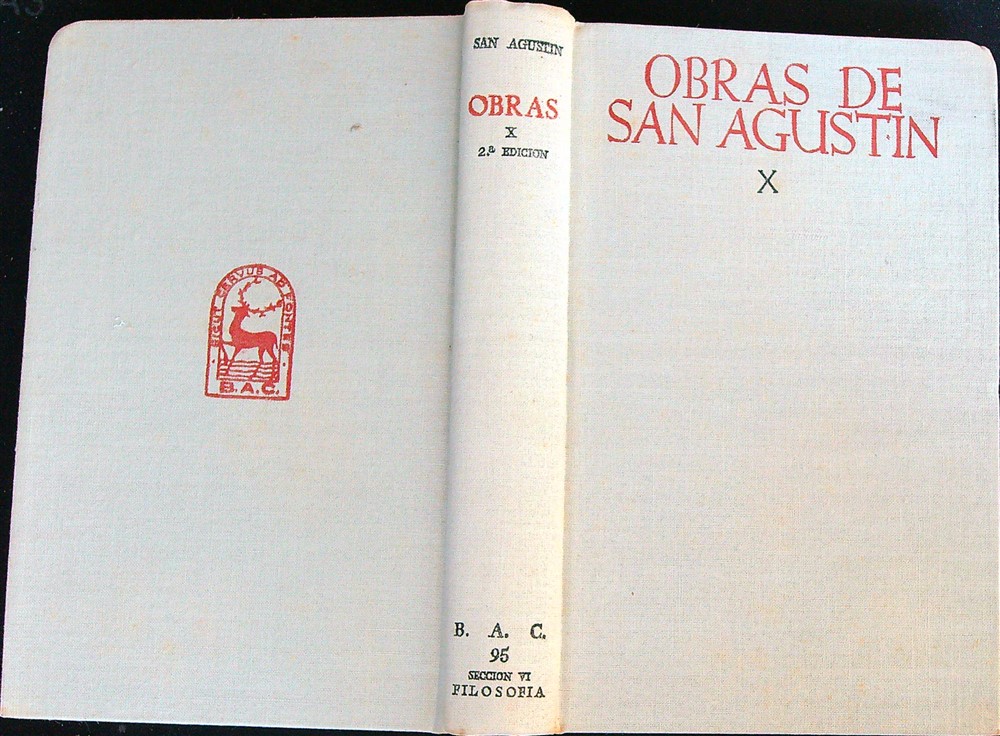 SICUT CERVUS AD FONTES
B.A.C.
SAN AGUSTIN
OBRAS
X
2.ª EDICION
B. A. C.
95
SECCION VI
FILOSOFIA
OBRAS DE
SAN AGUSTIN
X